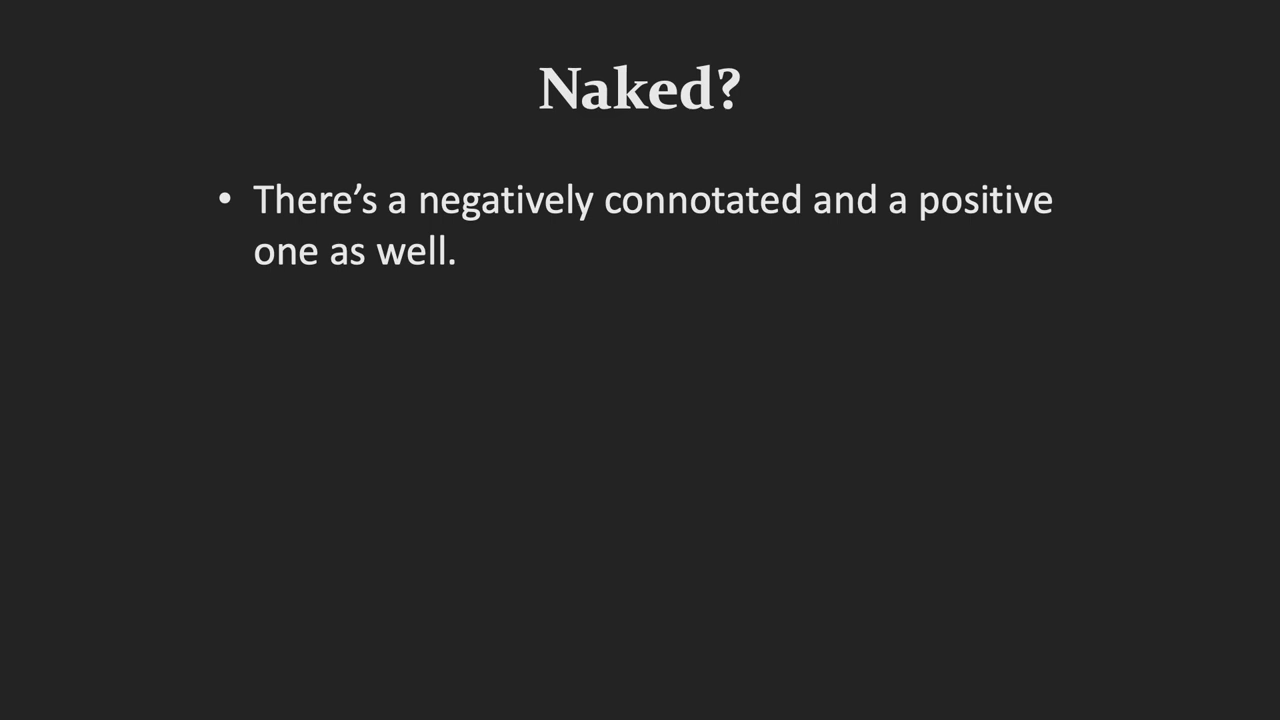 Naked?
• There’s a negatively connotated and a positive
one as well.